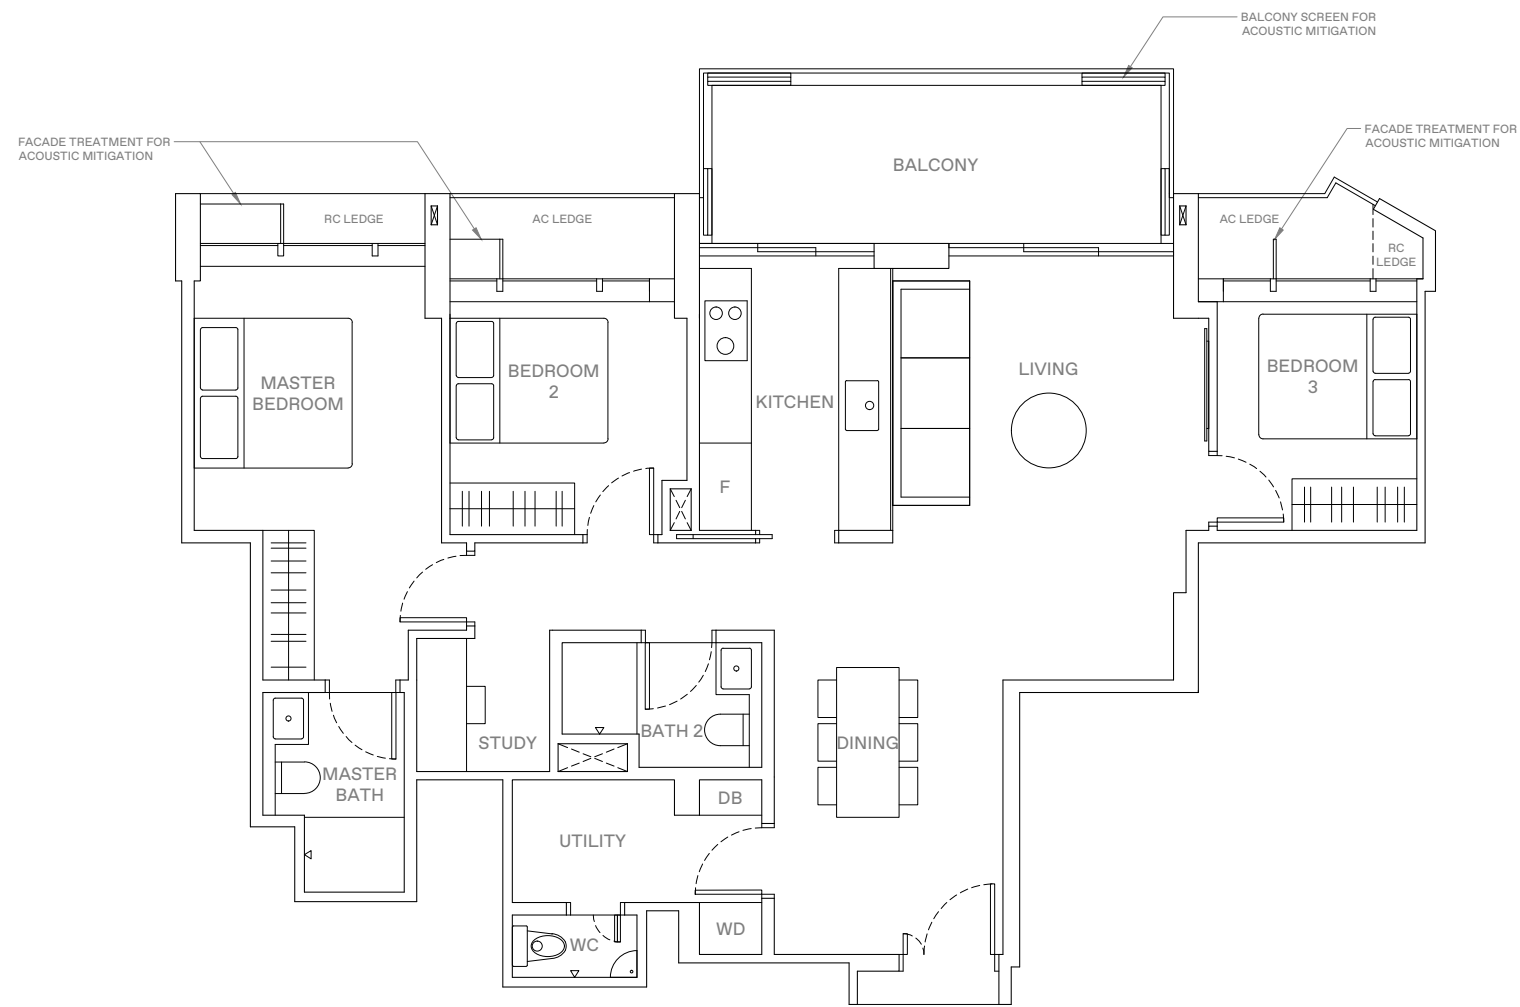 BALCONY SCREEN FOR
ACOUSTIC MITIGATION
FACADE TREATMENT FOR
ACOUSTIC MITIGATION
FACADE TREATMENT FOR
ACOUSTIC MITIGATION
BALCONY
RC LEDGE
AC LEDGE
AC LEDGE
RC
LEDGE
MASTER
BEDROOM
BEDROOM
2
KITCHEN
LIVING
BEDROOM
3
F
STUDY
BATH 2
DINING
MASTER
BATH
DB
UTILITY
WC
WD